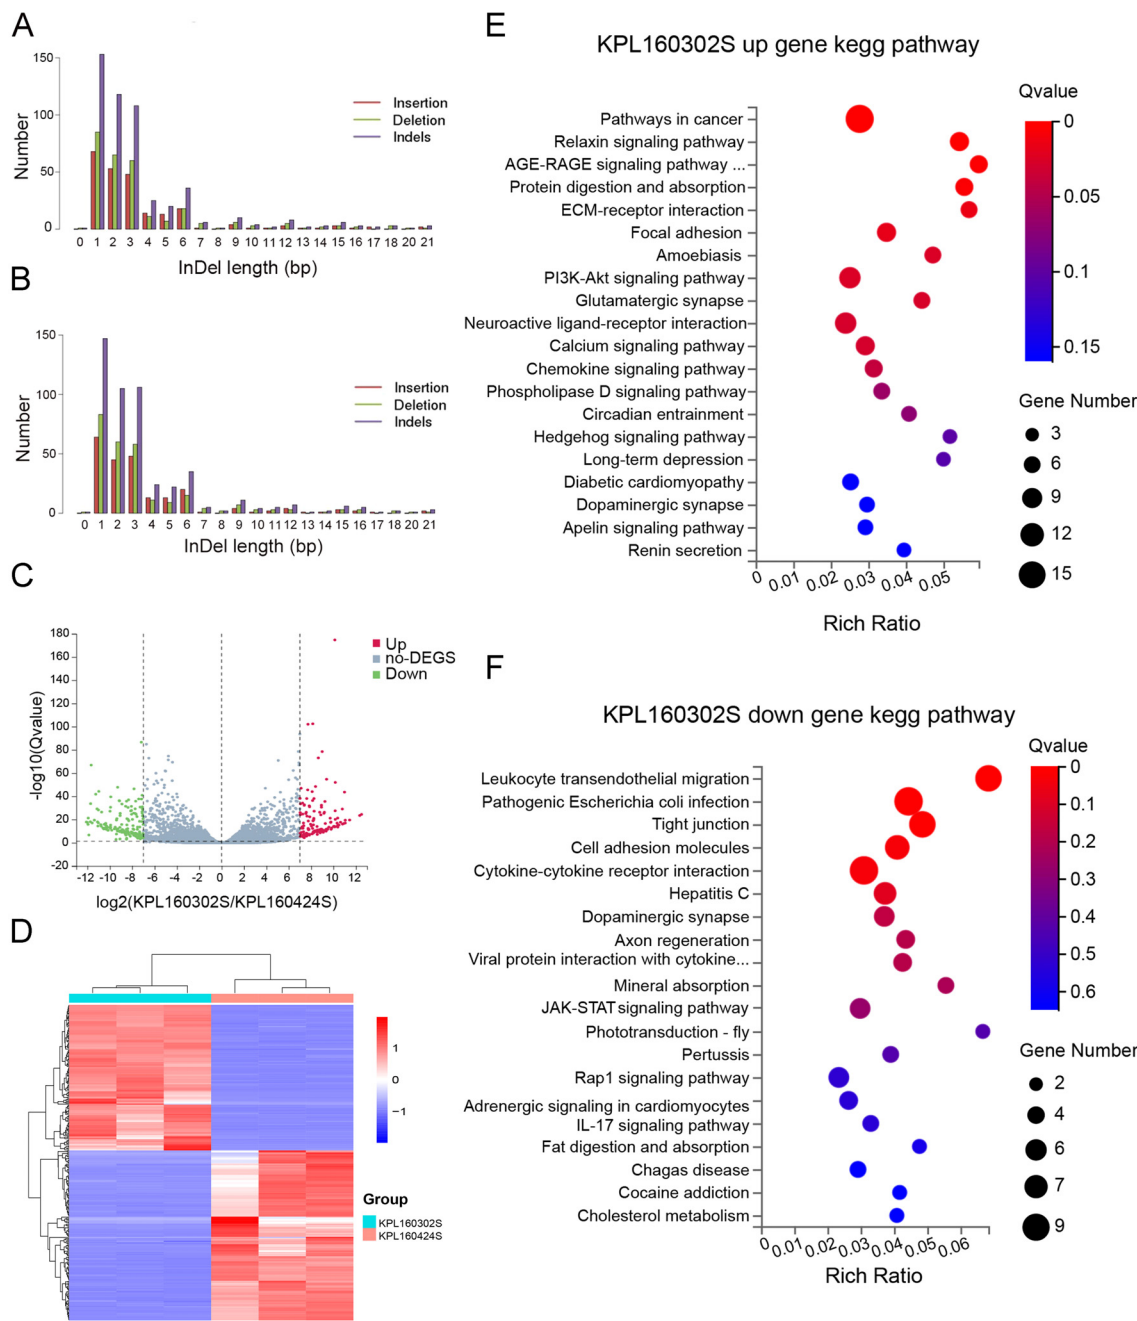 A
Number
150
100
50
0
Insertion
Deletion
Indels
0 1 2 3 4 5 6 7 8 9 10 11 12 13 14 15 16 17 18 20 21
InDel length (bp)
B
Number
150
100
50
0
Insertion
Deletion
Indels
0 1 2 3 4 5 6 7 8 9 10 11 12 13 14 15 16 17 18 20 21
InDel length (bp)
C
-log10(Qvalue)
180
160
140
120
100
80
60
40
20
0
-20
Up
no-DEGS
Down
-12 -10 -8 -6 -4 -2 0 2 4 6 8 10 12
log2(KPL160302S/KPL160424S)
D
1
0
−1
Group
KPL160302S
KPL160424S
E
KPL160302S up gene kegg pathway
Pathways in cancer
Relaxin signaling pathway
AGE-RAGE signaling pathway ...
Protein digestion and absorption
ECM-receptor interaction
Focal adhesion
Amoebiasis
PI3K-Akt signaling pathway
Glutamatergic synapse
Neuroactive ligand-receptor interaction
Calcium signaling pathway
Chemokine signaling pathway
Phospholipase D signaling pathway
Circadian entrainment
Hedgehog signaling pathway
Long-term depression
Diabetic cardiomyopathy
Dopaminergic synapse
Apelin signaling pathway
Renin secretion
0 0.01 0.02 0.03 0.04 0.05
Rich Ratio
Qvalue
0
0.05
0.1
0.15
Gene Number
3
6
9
12
15
F
KPL160302S down gene kegg pathway
Leukocyte transendothelial migration
Pathogenic Escherichia coli infection
Tight junction
Cell adhesion molecules
Cytokine-cytokine receptor interaction
Hepatitis C
Dopaminergic synapse
Axon regeneration
Viral protein interaction with cytokine...
Mineral absorption
JAK-STAT signaling pathway
Phototransduction - fly
Pertussis
Rap1 signaling pathway
Adrenergic signaling in cardiomyocytes
IL-17 signaling pathway
Fat digestion and absorption
Chagas disease
Cocaine addiction
Cholesterol metabolism
0 0.01 0.02 0.03 0.04 0.05 0.06
Rich Ratio
Qvalue
0
0.1
0.2
0.3
0.4
0.5
0.6
Gene Number
2
4
6
7
9